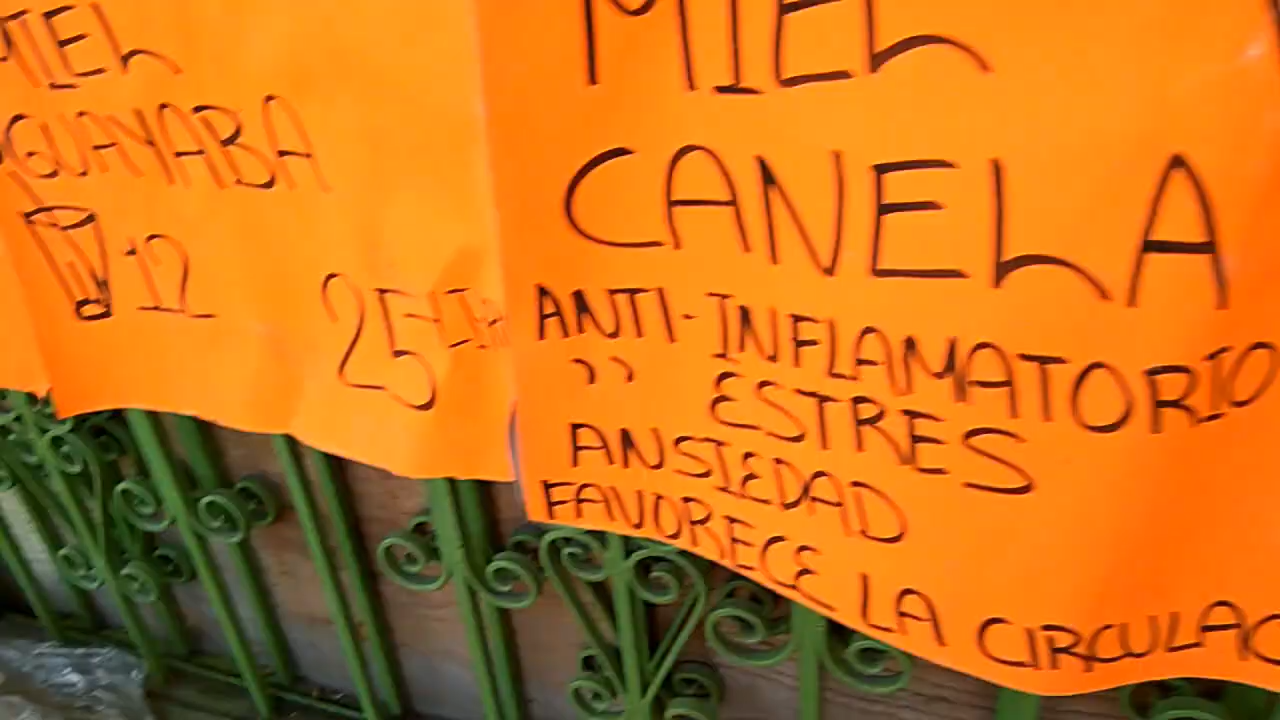 MIEL
GUAYABA
12
25
MIEL
CANELA
ANTI-INFLAMATORIO
" ESTRES
ANSIEDAD
FAVORECE LA CIRCULAC